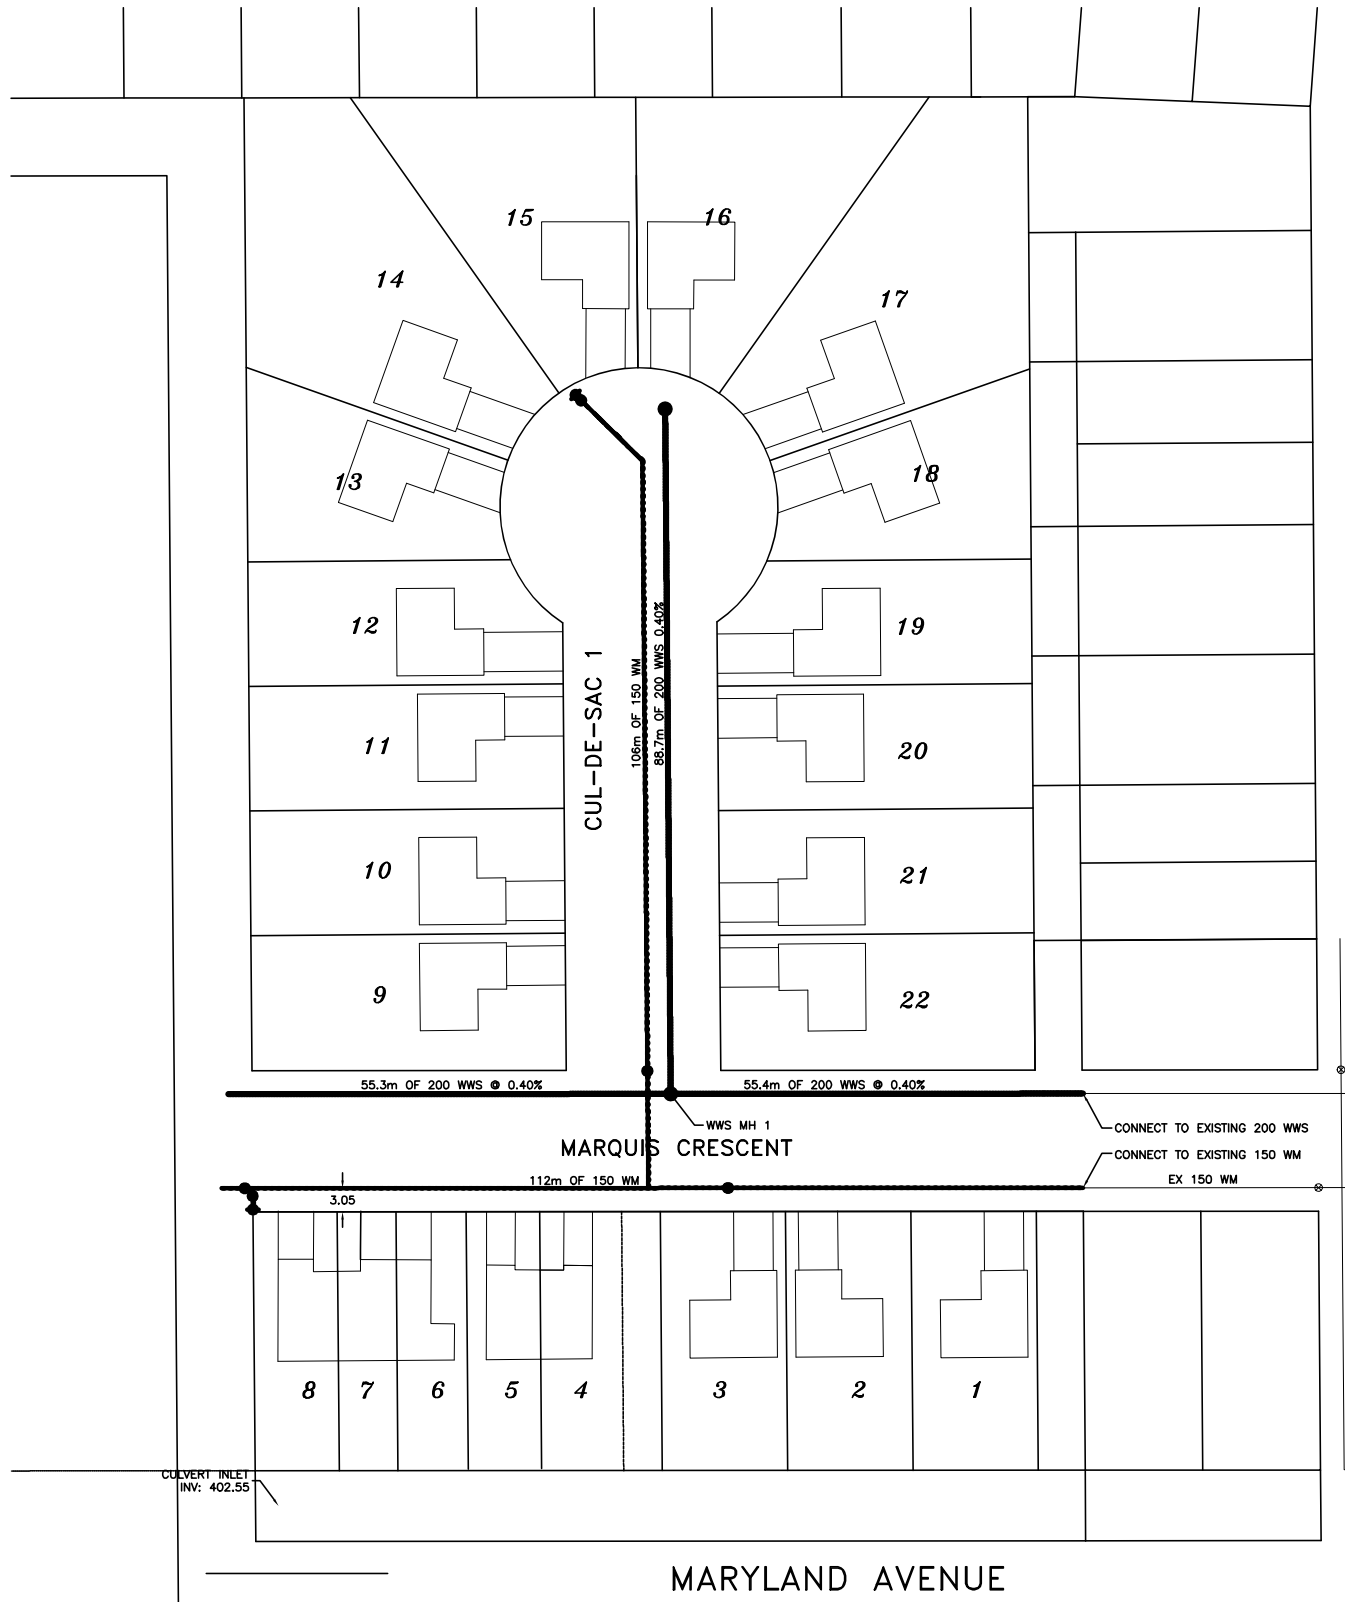 15
16
14
17
13
18
12
19
CUL-DE-SAC 1
106m OF 150 WM
88.7m OF 200 WWS 0.40%
11
20
10
21
9
22
55.3m OF 200 WWS @ 0.40%
55.4m OF 200 WWS @ 0.40%
WWS MH 1
CONNECT TO EXISTING 200 WWS
MARQUIS CRESCENT
CONNECT TO EXISTING 150 WM
112m OF 150 WM
EX 150 WM
3.05
8
7
6
5
4
3
2
1
CULVERT INLET
INV: 402.55
MARYLAND AVENUE